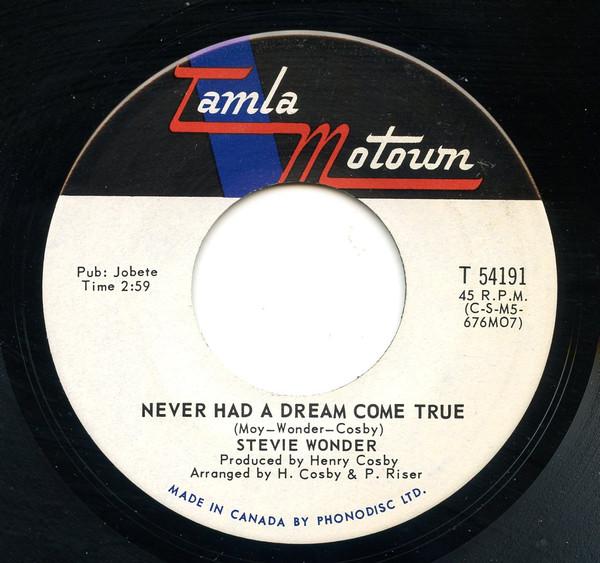 Tamla
Motown
Pub: Jobete
Time 2:59
T 54191
45 R.P.M.
(C-S-M5-
676MO7)
NEVER HAD A DREAM COME TRUE
(Moy—Wonder—Cosby)
STEVIE WONDER
Produced by Henry Cosby
Arranged by H. Cosby & P. Riser
MADE IN CANADA BY PHONODISC LTD.